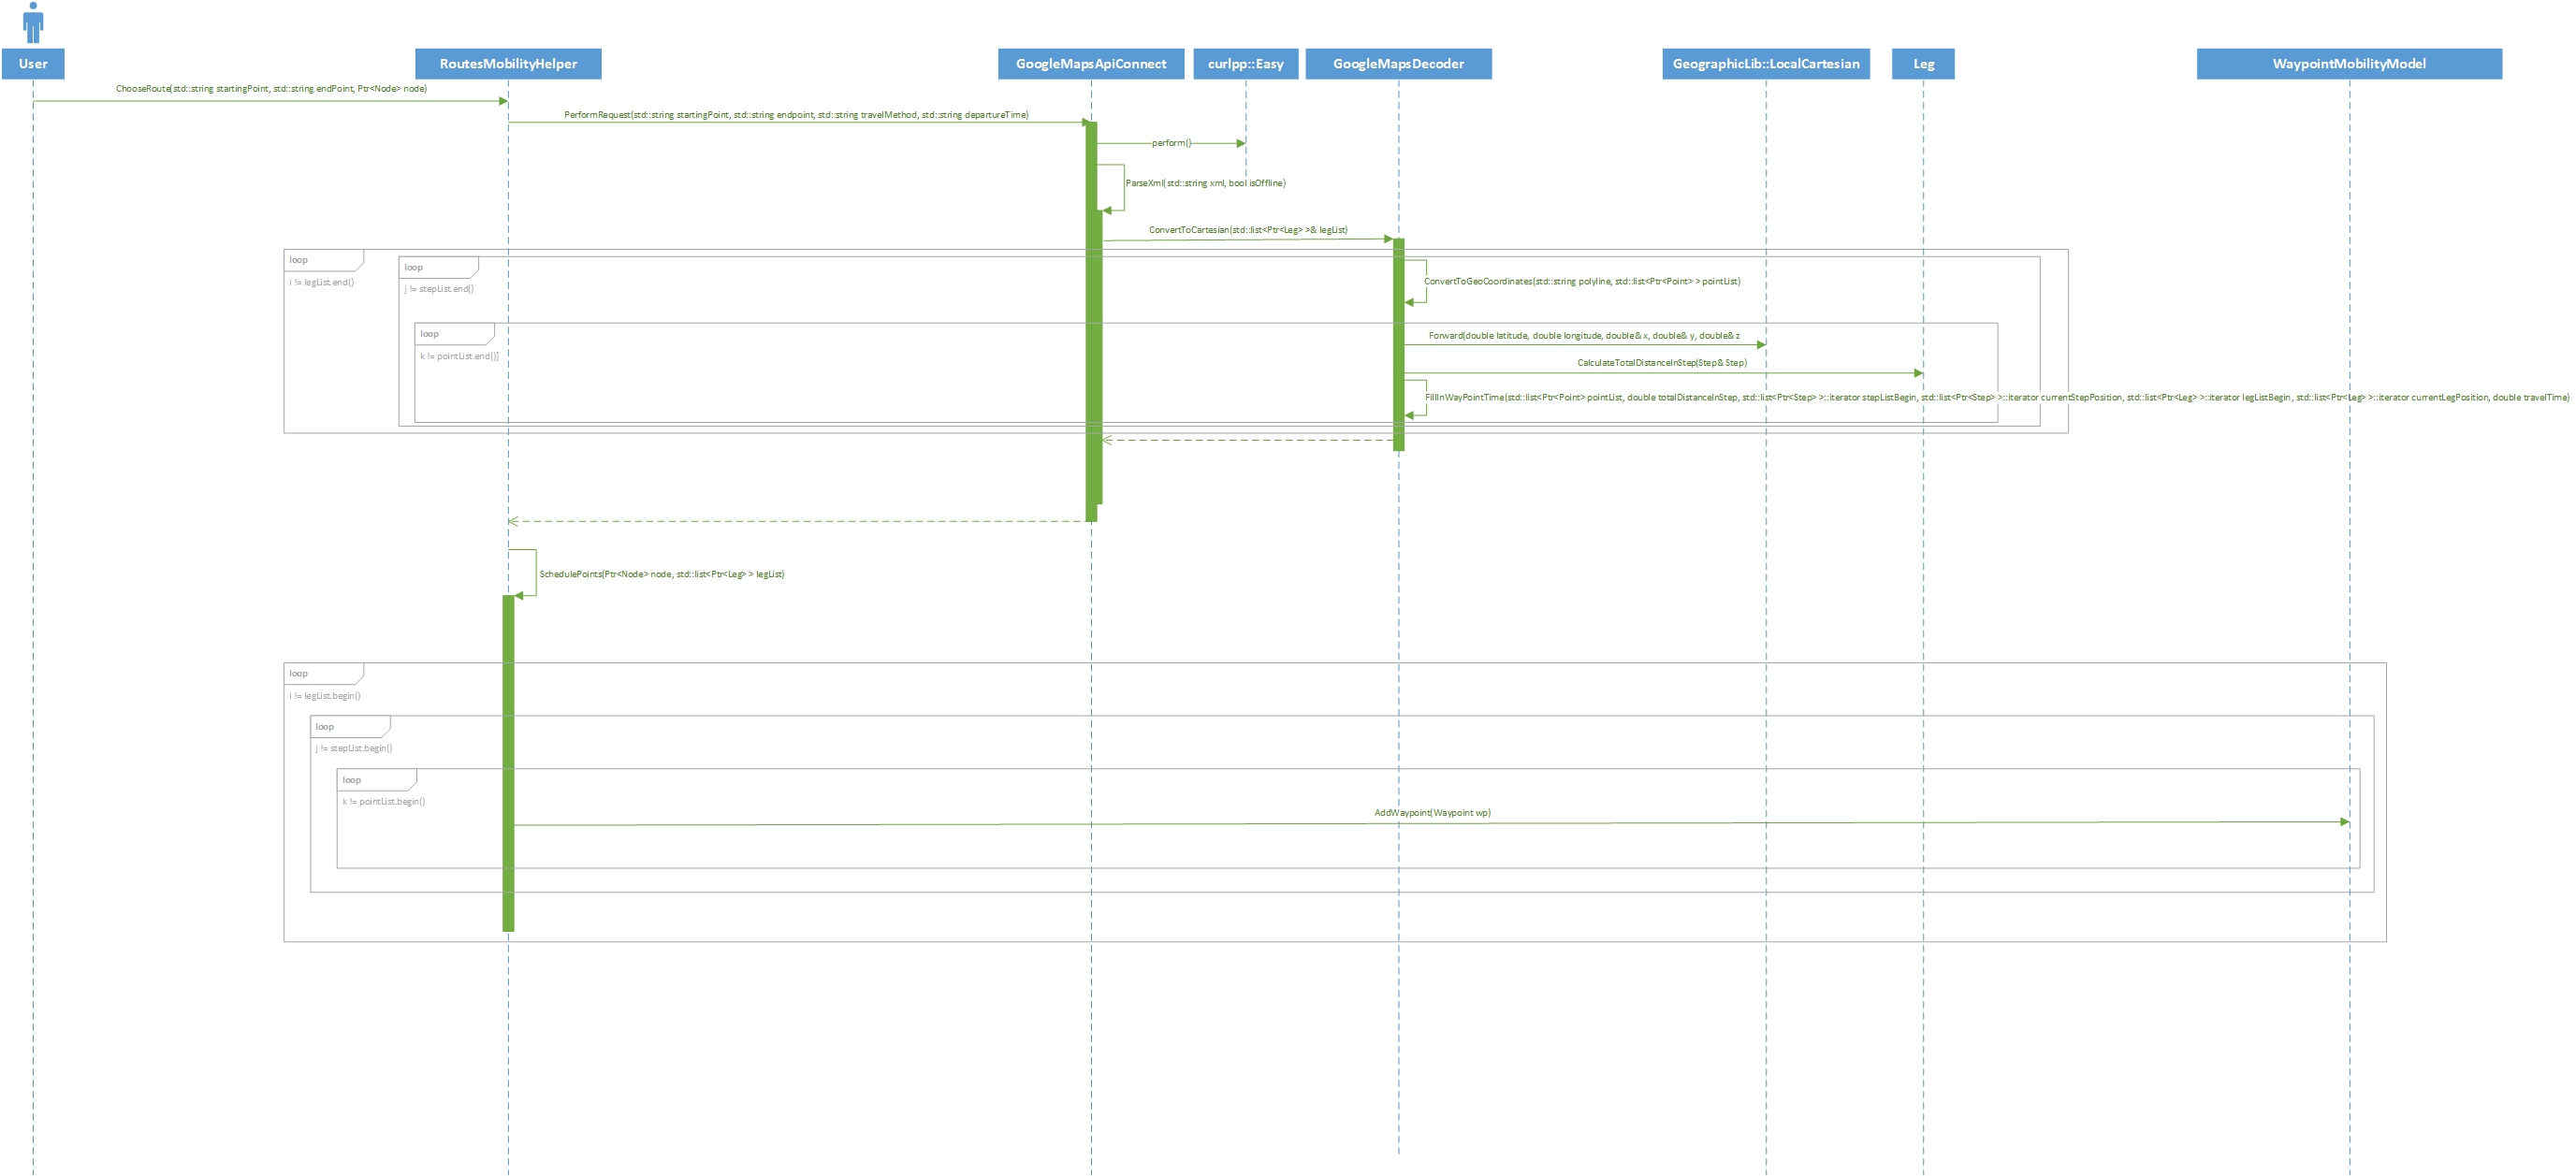 User
RoutesMobilityHelper
GoogleMapsApiConnect
curlpp::Easy
GoogleMapsDecoder
GeographicLib::LocalCartesian
Leg
WaypointMobilityModel
ChooseRoute(std::string startingPoint, std::string endPoint, Ptr<Node> node)
PerformRequest(std::string startingPoint, std::string endpoint, std::string travelMethod, std::string departureTime)
perform()
ParseXml(std::string xml, bool isOffline)
ConvertToCartesian(std::list<Ptr<Leg> >& legList)
loop
i != legList.end()
loop
j != stepList.end()
ConvertToGeoCoordinates(std::string polyline, std::list<Ptr<Point> > pointList)
loop
k != pointList.end()]
Forward(double latitude, double longitude, double& x, double& y, double& z
CalculateTotalDistanceInStep(Step& Step)
FillInWayPointTime(std::list<Ptr<Point> pointList, double totalDistanceInStep, std::list<Ptr<Step> >::iterator stepListBegin, std::list<Ptr<Step> >::iterator currentStepPosition, std::list<Ptr<Leg> >::iterator legListBegin, std::list<Ptr<Leg> >::iterator currentLegPosition, double travelTime)
SchedulePoints(Ptr<Node> node, std::list<Ptr<Leg> > legList)
loop
i != legList.begin()
loop
j != stepList.begin()
loop
k != pointList.begin()
AddWaypoint(Waypoint wp)